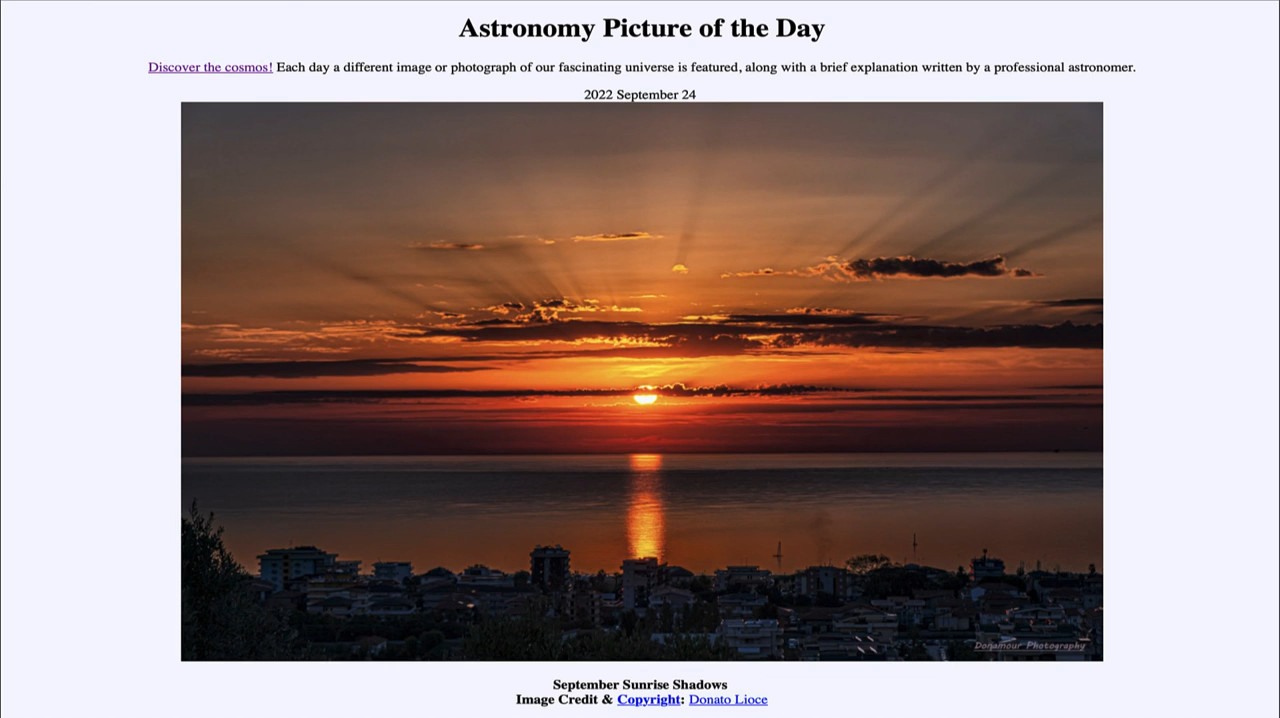 Astronomy Picture of the Day
Discover the cosmos! Each day a different image or photograph of our fascinating universe is featured, along with a brief explanation written by a professional astronomer.
2022 September 24
Donamour Photography
September Sunrise Shadows
Image Credit & Copyright: Donato Lioce